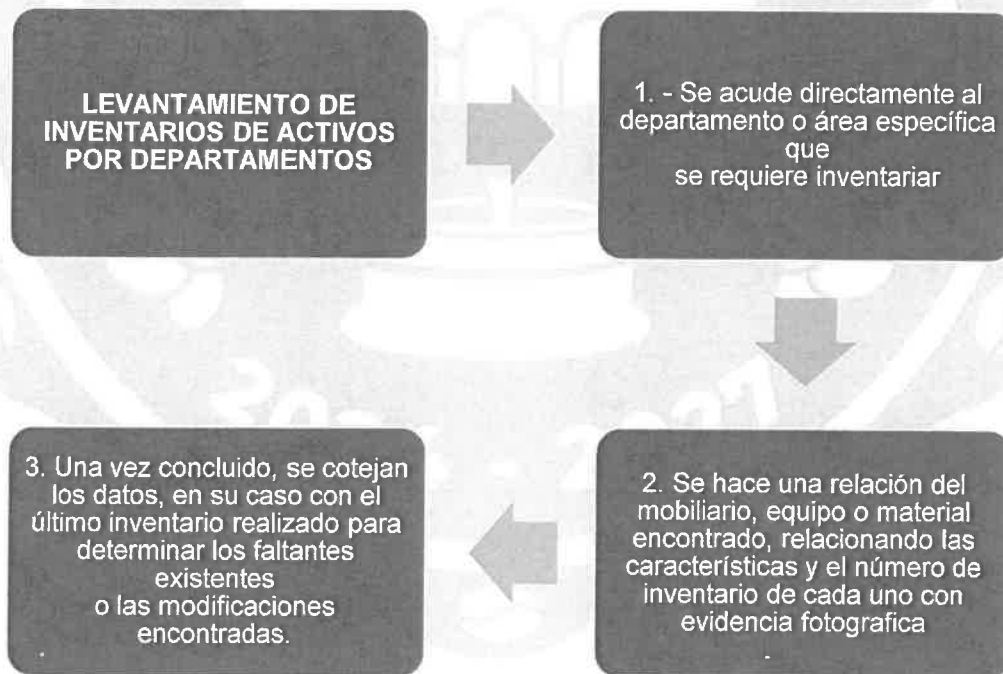 LEVANTAMIENTO DE
INVENTARIOS DE ACTIVOS
POR DEPARTAMENTOS
1. - Se acude directamente al
departamento o área específica
que
se requiere inventariar
2. Se hace una relación del
mobiliario, equipo o material
encontrado, relacionando las
características y el número de
inventario de cada uno con
evidencia fotografica
3. Una vez concluido, se cotejan
los datos, en su caso con el
último inventario realizado para
determinar los faltantes
existentes
o las modificaciones
encontradas.